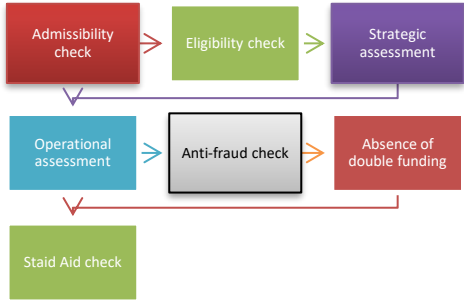 Admissibility
check
Eligibility check
Strategic
assessment
Operational
assessment
Anti-fraud check
Absence of
double funding
Staid Aid check